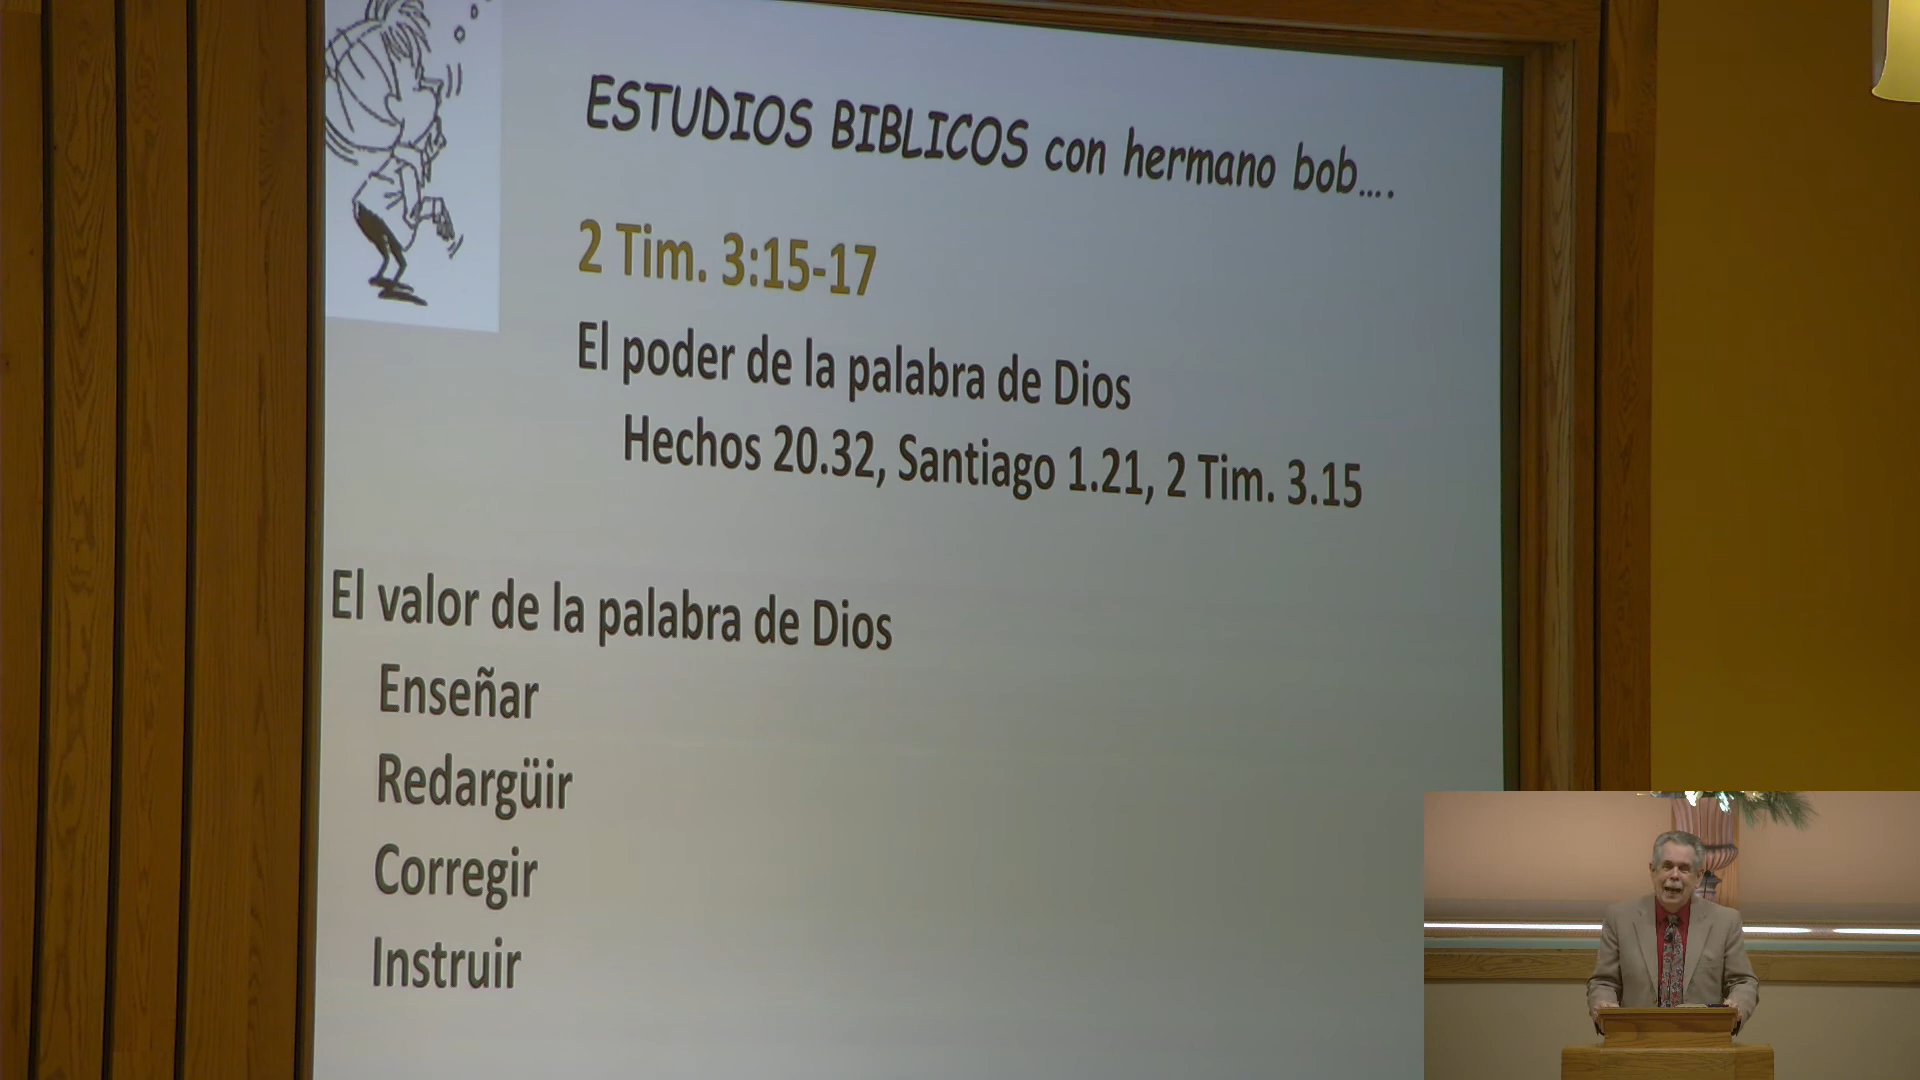 ESTUDIOS BIBLICOS con hermano bob....
2 Tim. 3:15-17
El poder de la palabra de Dios
Hechos 20.32, Santiago 1.21, 2 Tim. 3.15
El valor de la palabra de Dios
Enseñar
Redargüir
Corregir
Instruir